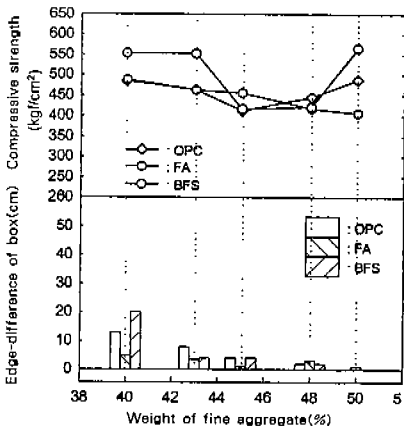 Compressive strength
(kgf/cm²)
650
600
550
500
450
400
350
300
250
:OPC
:FA
:BFS
Edge-difference of box(cm)
50
40
30
20
10
0
:OPC
:FA
:BFS
38
40
42
44
46
48
50
5
Weight of fine aggregate(%)